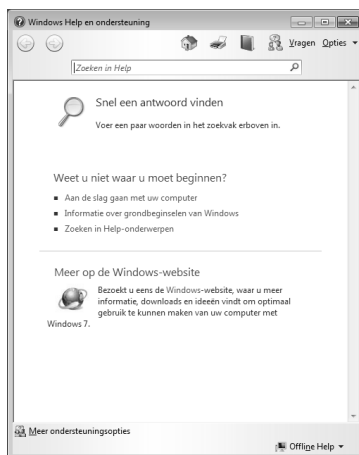 Windows Help en ondersteuning
Vragen Opties
Zoeken in Help
Snel een antwoord vinden
Voer een paar woorden in het zoekvak erboven in.
Weet u niet waar u moet beginnen?
Aan de slag gaan met uw computer
Informatie over grondbeginselen van Windows
Zoeken in Help-onderwerpen
Meer op de Windows-website
Bezoekt u eens de Windows-website, waar u meer
informatie, downloads en ideeën vindt om optimaal
gebruik te kunnen maken van uw computer met
Windows 7.
Meer ondersteuningsopties
Offline Help